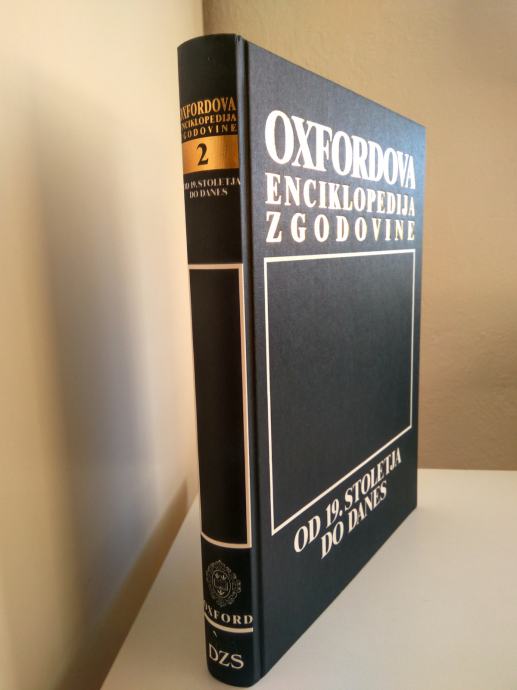 OXFORDOVA
ENCIKLOPEDIJA
ZGODOVINE
2
OD 19. STOLETJA
DO DANES
OXFORD
DZS
OXFORDOVA
ENCIKLOPEDIJA
ZGODOVINE
OD 19. STOLETJA
DO DANES